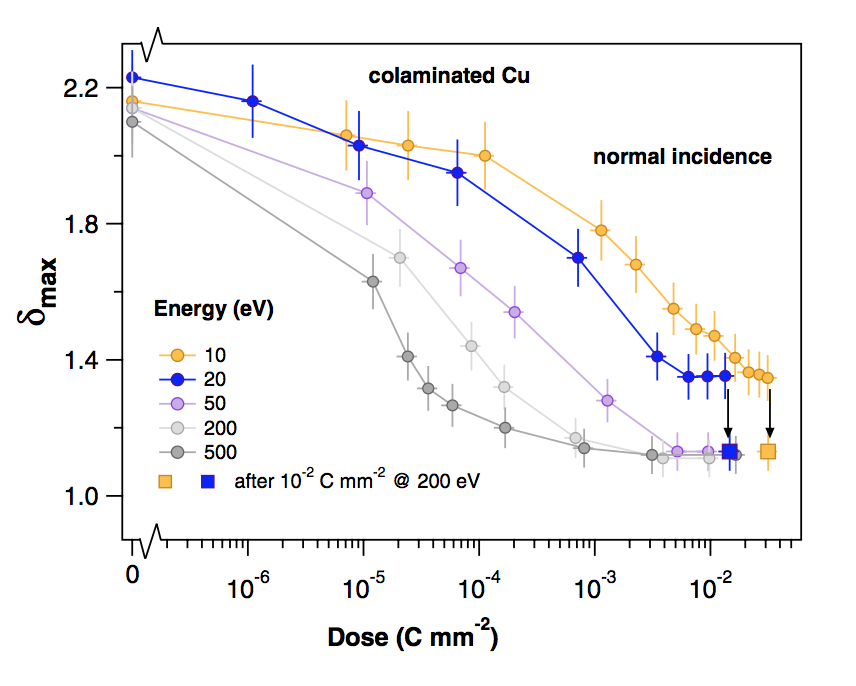 colaminated Cu
normal incidence
2.2
1.8
1.4
1.0
δmax
Energy (eV)
10
20
50
200
500
after 10⁻² C mm⁻² @ 200 eV
0
10⁻⁶
10⁻⁵
10⁻⁴
10⁻³
10⁻²
Dose (C mm⁻²)